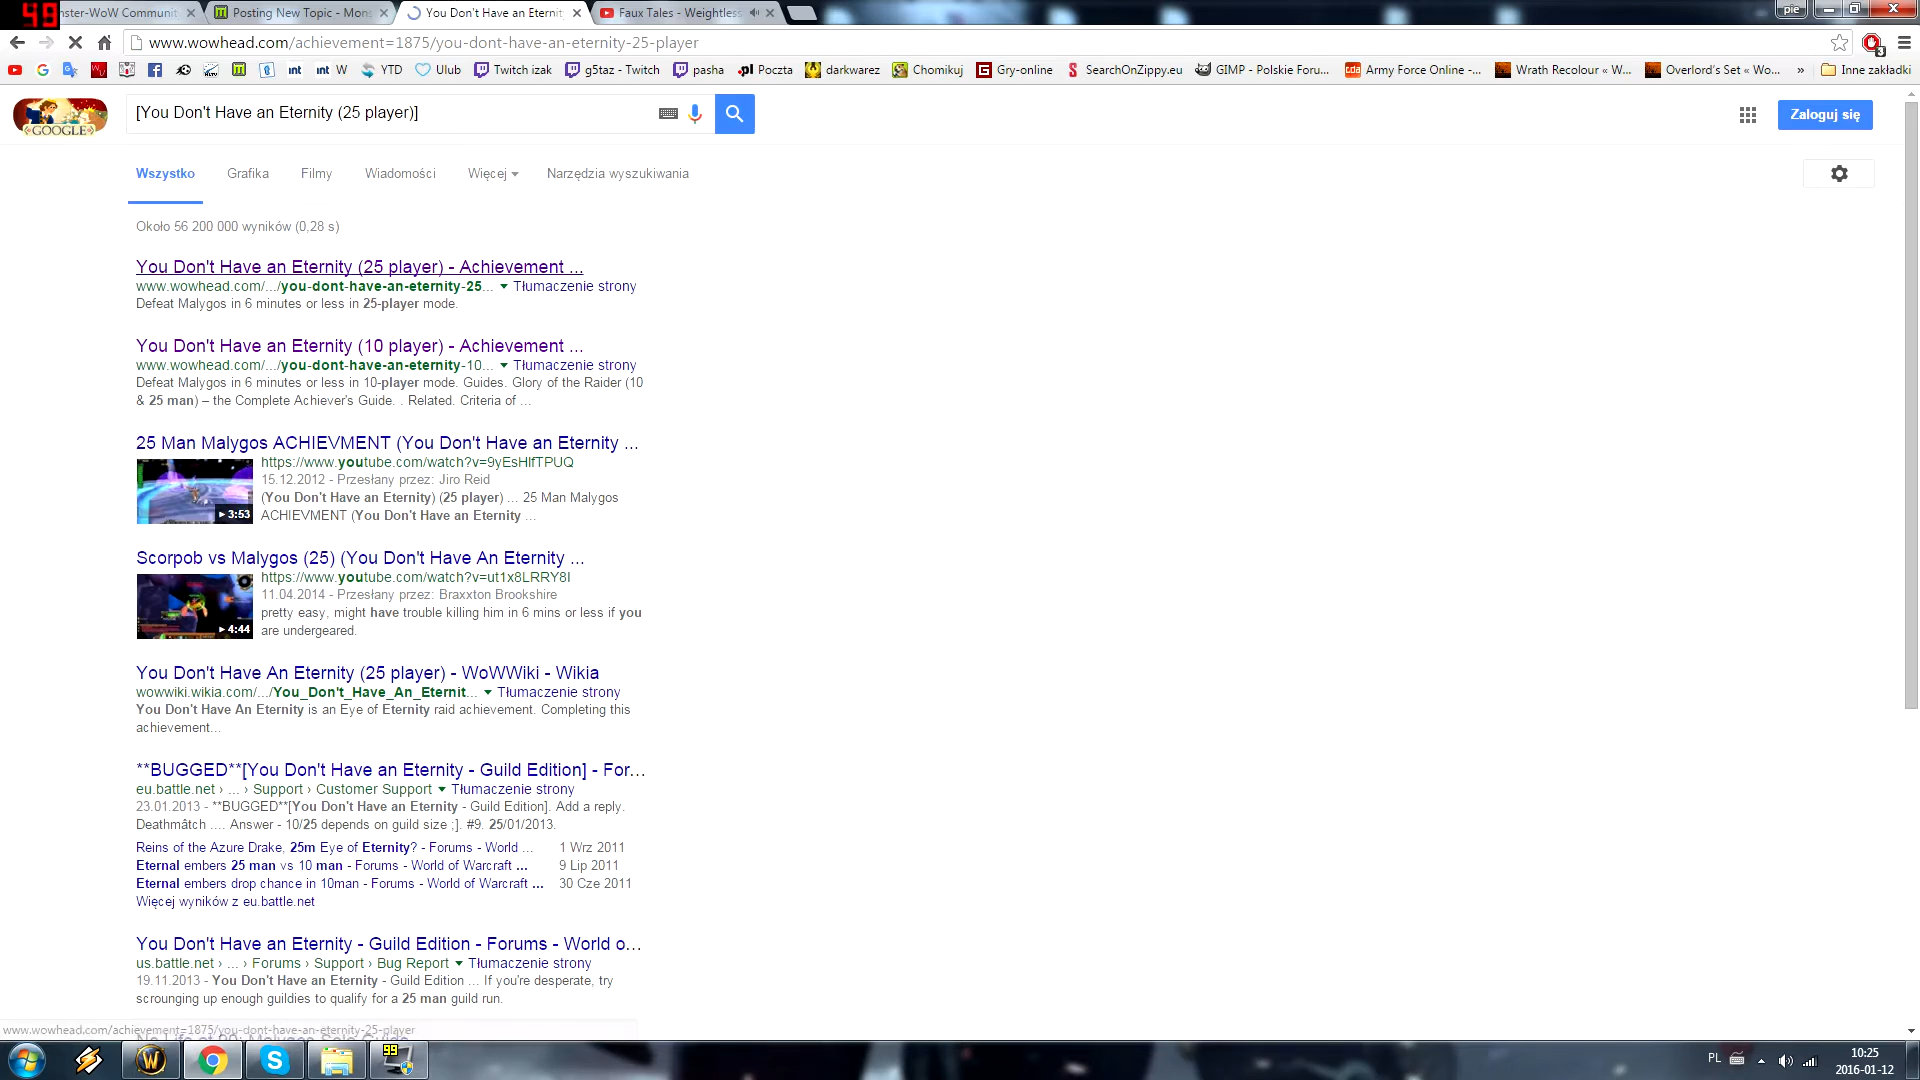 49
nster-WoW Communit
Posting New Topic - Mons
You Don't Have an Eternit
Faux Tales - Weightless
pie
www.wowhead.com/achievement=1875/you-dont-have-an-eternity-25-player
3
int
int W
YTD
Ulub
Twitch izak
g5taz - Twitch
pasha
Poczta
darkwarez
Chomikuj
Gry-online
SearchOnZippy.eu
GIMP - Polskie Foru...
Army Force Online -...
Wrath Recolour « W...
Overlord's Set « Wo...
»
Inne zakładki
GOOGLE
[You Don't Have an Eternity (25 player)]
Zaloguj się
Wszystko
Grafika
Filmy
Wiadomości
Więcej
Narzędzia wyszukiwania
Około 56 200 000 wyników (0,28 s)
You Don't Have an Eternity (25 player) - Achievement ...
www.wowhead.com/.../you-dont-have-an-eternity-25... Tłumaczenie strony
Defeat Malygos in 6 minutes or less in 25-player mode.
You Don't Have an Eternity (10 player) - Achievement ...
www.wowhead.com/.../you-dont-have-an-eternity-10... Tłumaczenie strony
Defeat Malygos in 6 minutes or less in 10-player mode. Guides. Glory of the Raider (10
& 25 man) – the Complete Achiever's Guide. . Related. Criteria of ...
25 Man Malygos ACHIEVMENT (You Don't Have an Eternity ...
https://www.youtube.com/watch?v=9yEsHIfTPUQ
15.12.2012 - Przesłany przez: Jiro Reid
(You Don't Have an Eternity) (25 player) ... 25 Man Malygos
3:53
ACHIEVMENT (You Don't Have an Eternity ...
Scorpob vs Malygos (25) (You Don't Have An Eternity ...
https://www.youtube.com/watch?v=ut1x8LRRY8I
11.04.2014 - Przesłany przez: Braxxton Brookshire
pretty easy, might have trouble killing him in 6 mins or less if you
4:44
are undergeared.
You Don't Have An Eternity (25 player) - WoWWiki - Wikia
wowwiki.wikia.com/.../You_Don't_Have_An_Eternit... Tłumaczenie strony
You Don't Have An Eternity is an Eye of Eternity raid achievement. Completing this
achievement...
**BUGGED**[You Don't Have an Eternity - Guild Edition] - For...
eu.battle.net › ... › Support › Customer Support Tłumaczenie strony
23.01.2013 - **BUGGED**[You Don't Have an Eternity - Guild Edition]. Add a reply.
Deathmâtch .... Answer - 10/25 depends on guild size ;]. #9. 25/01/2013.
Reins of the Azure Drake, 25m Eye of Eternity? - Forums - World ... 1 Wrz 2011
Eternal embers 25 man vs 10 man - Forums - World of Warcraft ... 9 Lip 2011
Eternal embers drop chance in 10man - Forums - World of Warcraft ... 30 Cze 2011
Więcej wyników z eu.battle.net
You Don't Have an Eternity - Guild Edition - Forums - World o...
us.battle.net › ... › Forums › Support › Bug Report Tłumaczenie strony
19.11.2013 - You Don't Have an Eternity - Guild Edition ... If you're desperate, try
scrounging up enough guildies to qualify for a 25 man guild run.
www.wowhead.com/achievement=1875/you-dont-have-an-eternity-25-player
99
PL
10:25
2016-01-12